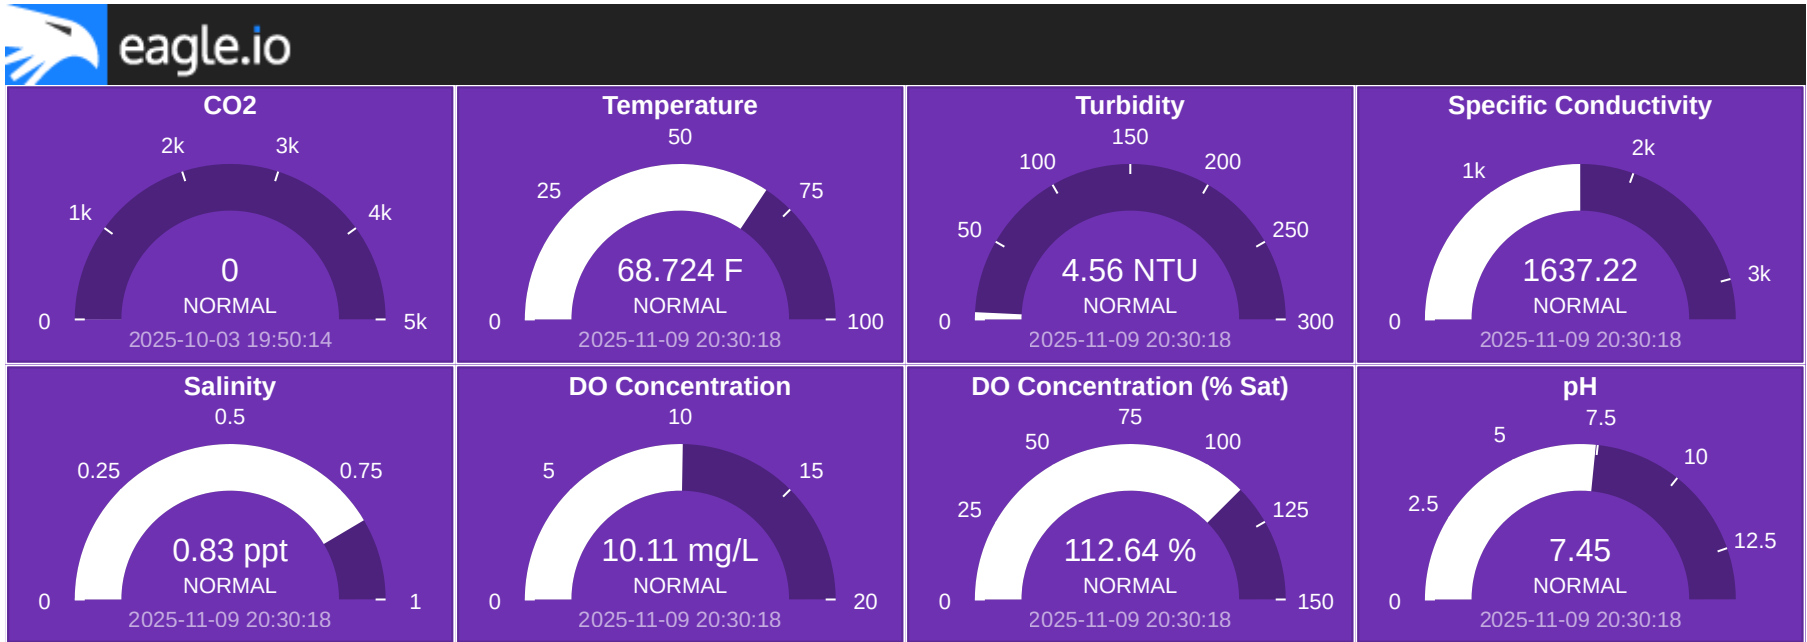 eagle.io
CO2
2k
3k
1k
4k
0
NORMAL
0
5k
2025-10-03 19:50:14
Temperature
50
25
75
68.724 F
NORMAL
0
100
2025-11-09 20:30:18
Turbidity
150
100
200
50
250
4.56 NTU
NORMAL
0
300
2025-11-09 20:30:18
Specific Conductivity
2k
1k
1637.22
3k
NORMAL
0
2025-11-09 20:30:18
Salinity
0.5
0.25
0.75
0.83 ppt
NORMAL
0
1
2025-11-09 20:30:18
DO Concentration
10
5
15
10.11 mg/L
NORMAL
0
20
2025-11-09 20:30:18
DO Concentration (% Sat)
75
50
100
25
125
112.64 %
NORMAL
0
150
2025-11-09 20:30:18
pH
7.5
5
10
2.5
12.5
7.45
NORMAL
0
2025-11-09 20:30:18